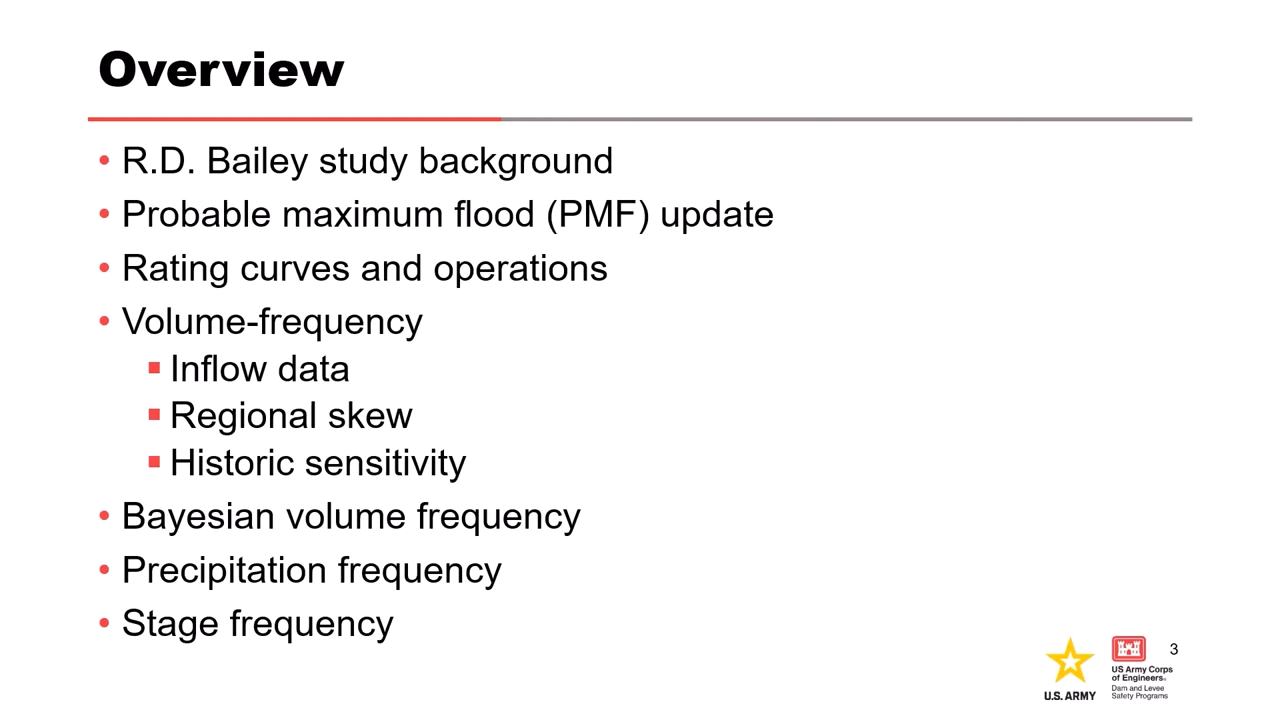 Overview
• R.D. Bailey study background
• Probable maximum flood (PMF) update
• Rating curves and operations
• Volume-frequency
▪ Inflow data
▪ Regional skew
▪ Historic sensitivity
• Bayesian volume frequency
• Precipitation frequency
• Stage frequency
3
U.S. ARMY
US Army Corps
of Engineers®
Dam and Levee
Safety Programs